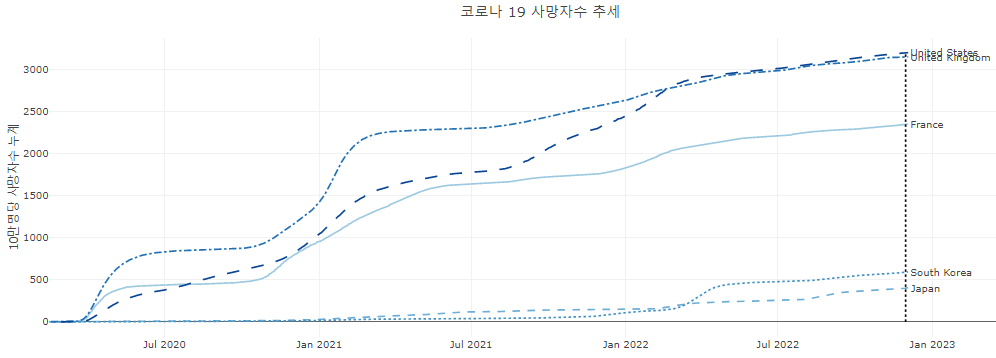 코로나 19 사망자수 추세
10만명당 사망자수 누계
3000
2500
2000
1500
1000
500
0
United States
United Kingdom
France
South Korea
Japan
Jul 2020
Jan 2021
Jul 2021
Jan 2022
Jul 2022
Jan 2023